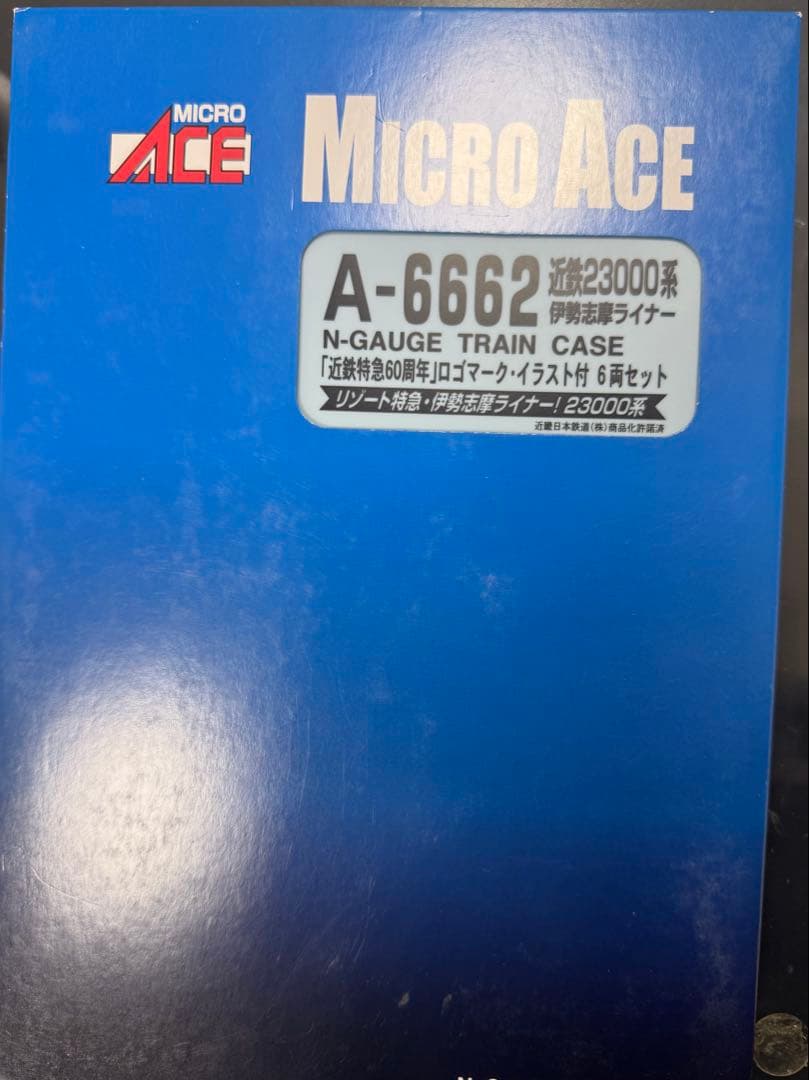 MICRO
ACE
MICRO ACE
A-6662 近鉄23000系
伊勢志摩ライナー
N-GAUGE TRAIN CASE
「近鉄特急60周年」ロゴマーク・イラスト付 6両セット
リゾート特急・伊勢志摩ライナー! 23000系
近畿日本鉄道(株)商品化許諾済